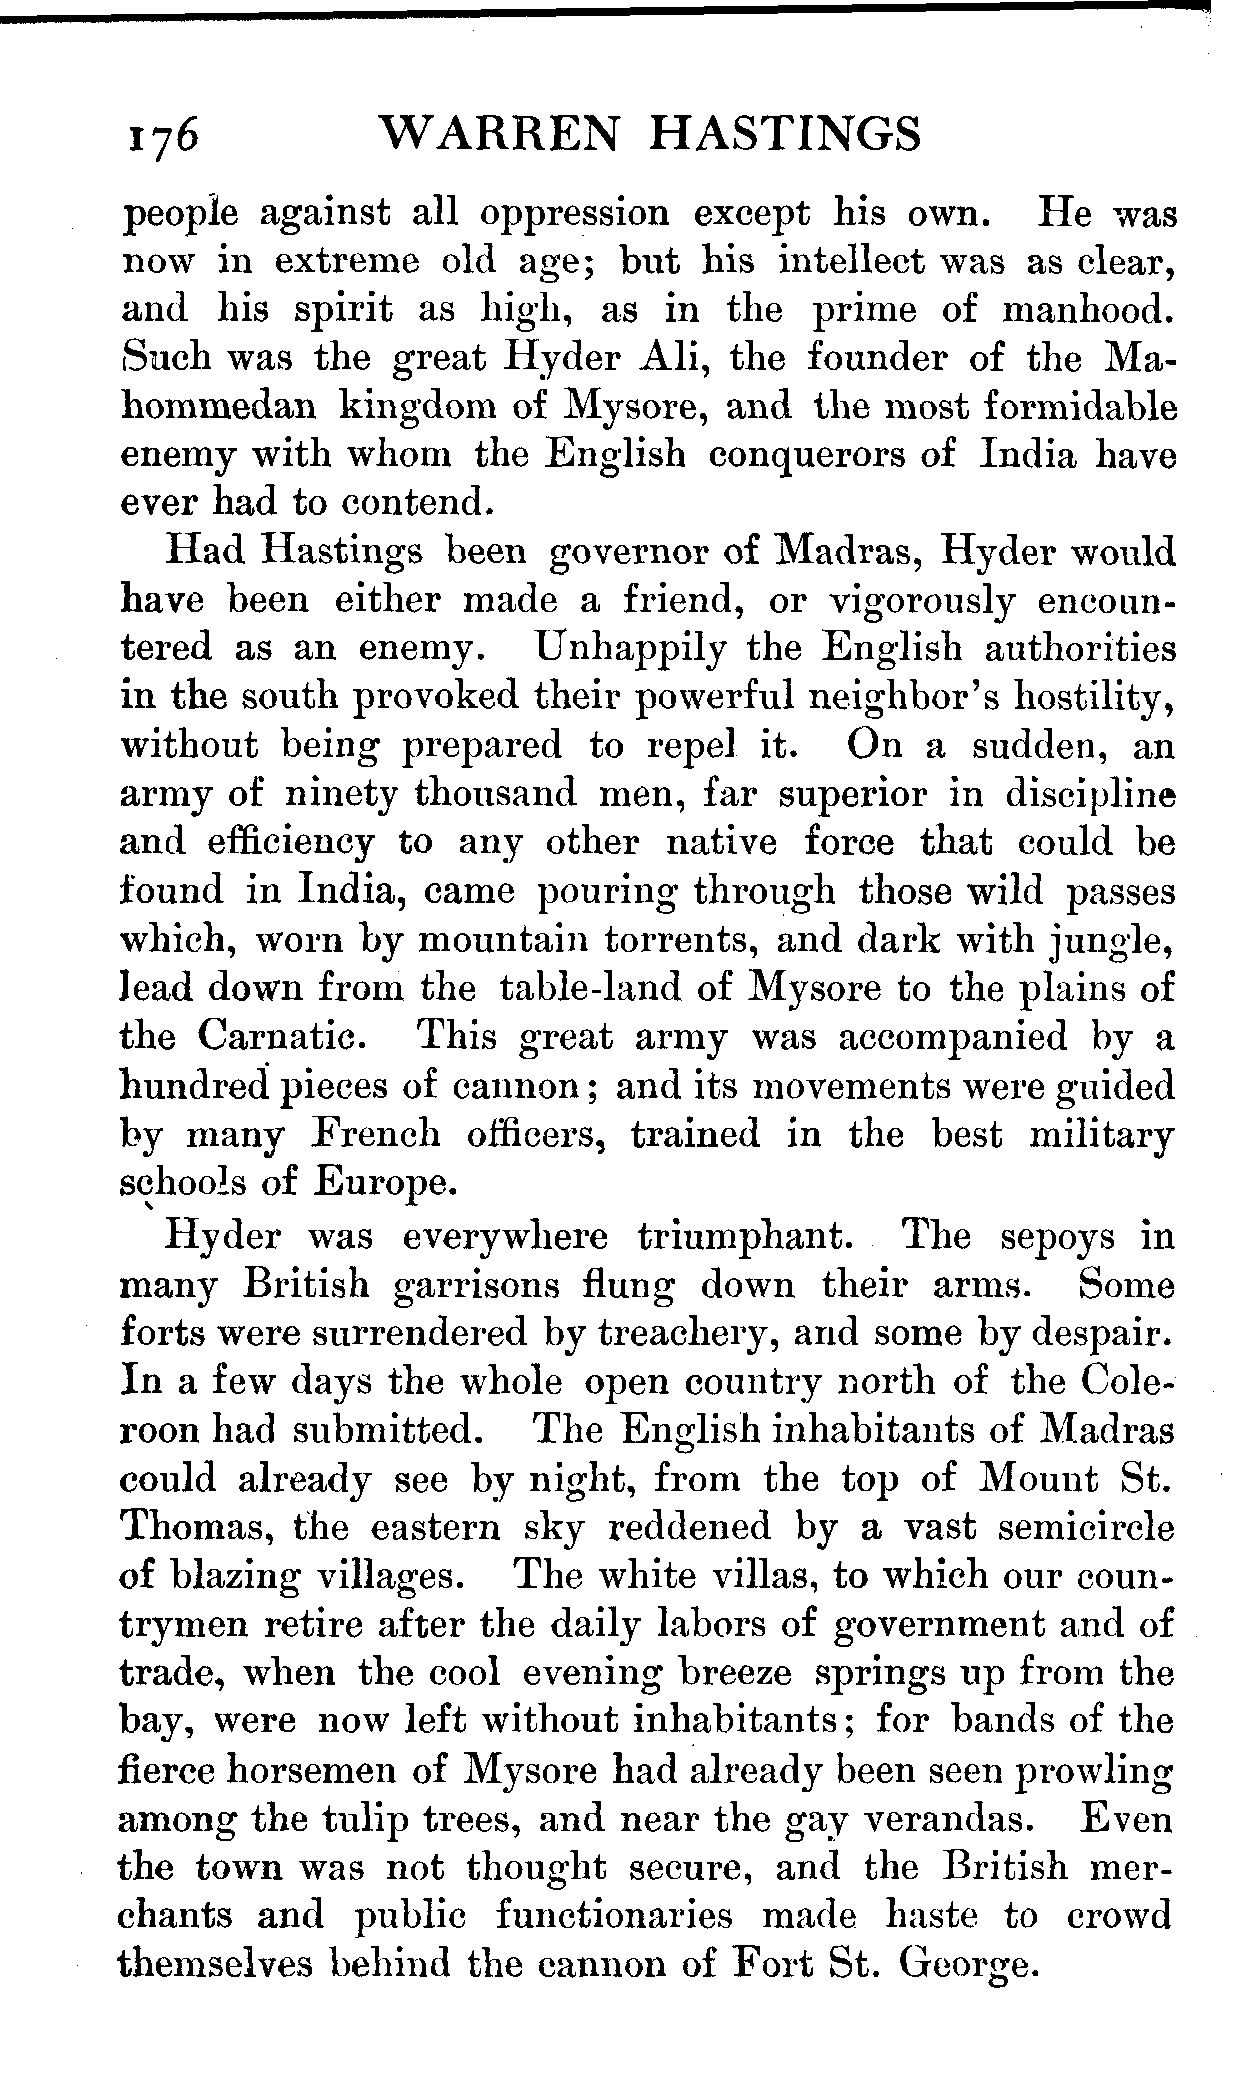 176 WARREN HASTINGS
people against all oppression except his own. He was
now in extreme old age; but his intellect was as clear,
and his spirit as high, as in the prime of manhood.
Such was the great Hyder Ali, the founder of the Ma-
hommedan kingdom of Mysore, and the most formidable
enemy with whom the English conquerors of India have
ever had to contend.
Had Hastings been governor of Madras, Hyder would
have been either made a friend, or vigorously encoun-
tered as an enemy. Unhappily the English authorities
in the south provoked their powerful neighbor's hostility,
without being prepared to repel it. On a sudden, an
army of ninety thousand men, far superior in discipline
and efficiency to any other native force that could be
found in India, came pouring through those wild passes
which, worn by mountain torrents, and dark with jungle,
lead down from the table-land of Mysore to the plains of
the Carnatic. This great army was accompanied by a
hundred pieces of cannon; and its movements were guided
by many French officers, trained in the best military
schools of Europe.
Hyder was everywhere triumphant. The sepoys in
many British garrisons flung down their arms. Some
forts were surrendered by treachery, and some by despair.
In a few days the whole open country north of the Cole-
roon had submitted. The English inhabitants of Madras
could already see by night, from the top of Mount St.
Thomas, the eastern sky reddened by a vast semicircle
of blazing villages. The white villas, to which our coun-
trymen retire after the daily labors of government and of
trade, when the cool evening breeze springs up from the
bay, were now left without inhabitants; for bands of the
fierce horsemen of Mysore had already been seen prowling
among the tulip trees, and near the gay verandas. Even
the town was not thought secure, and the British mer-
chants and public functionaries made haste to crowd
themselves behind the cannon of Fort St. George.